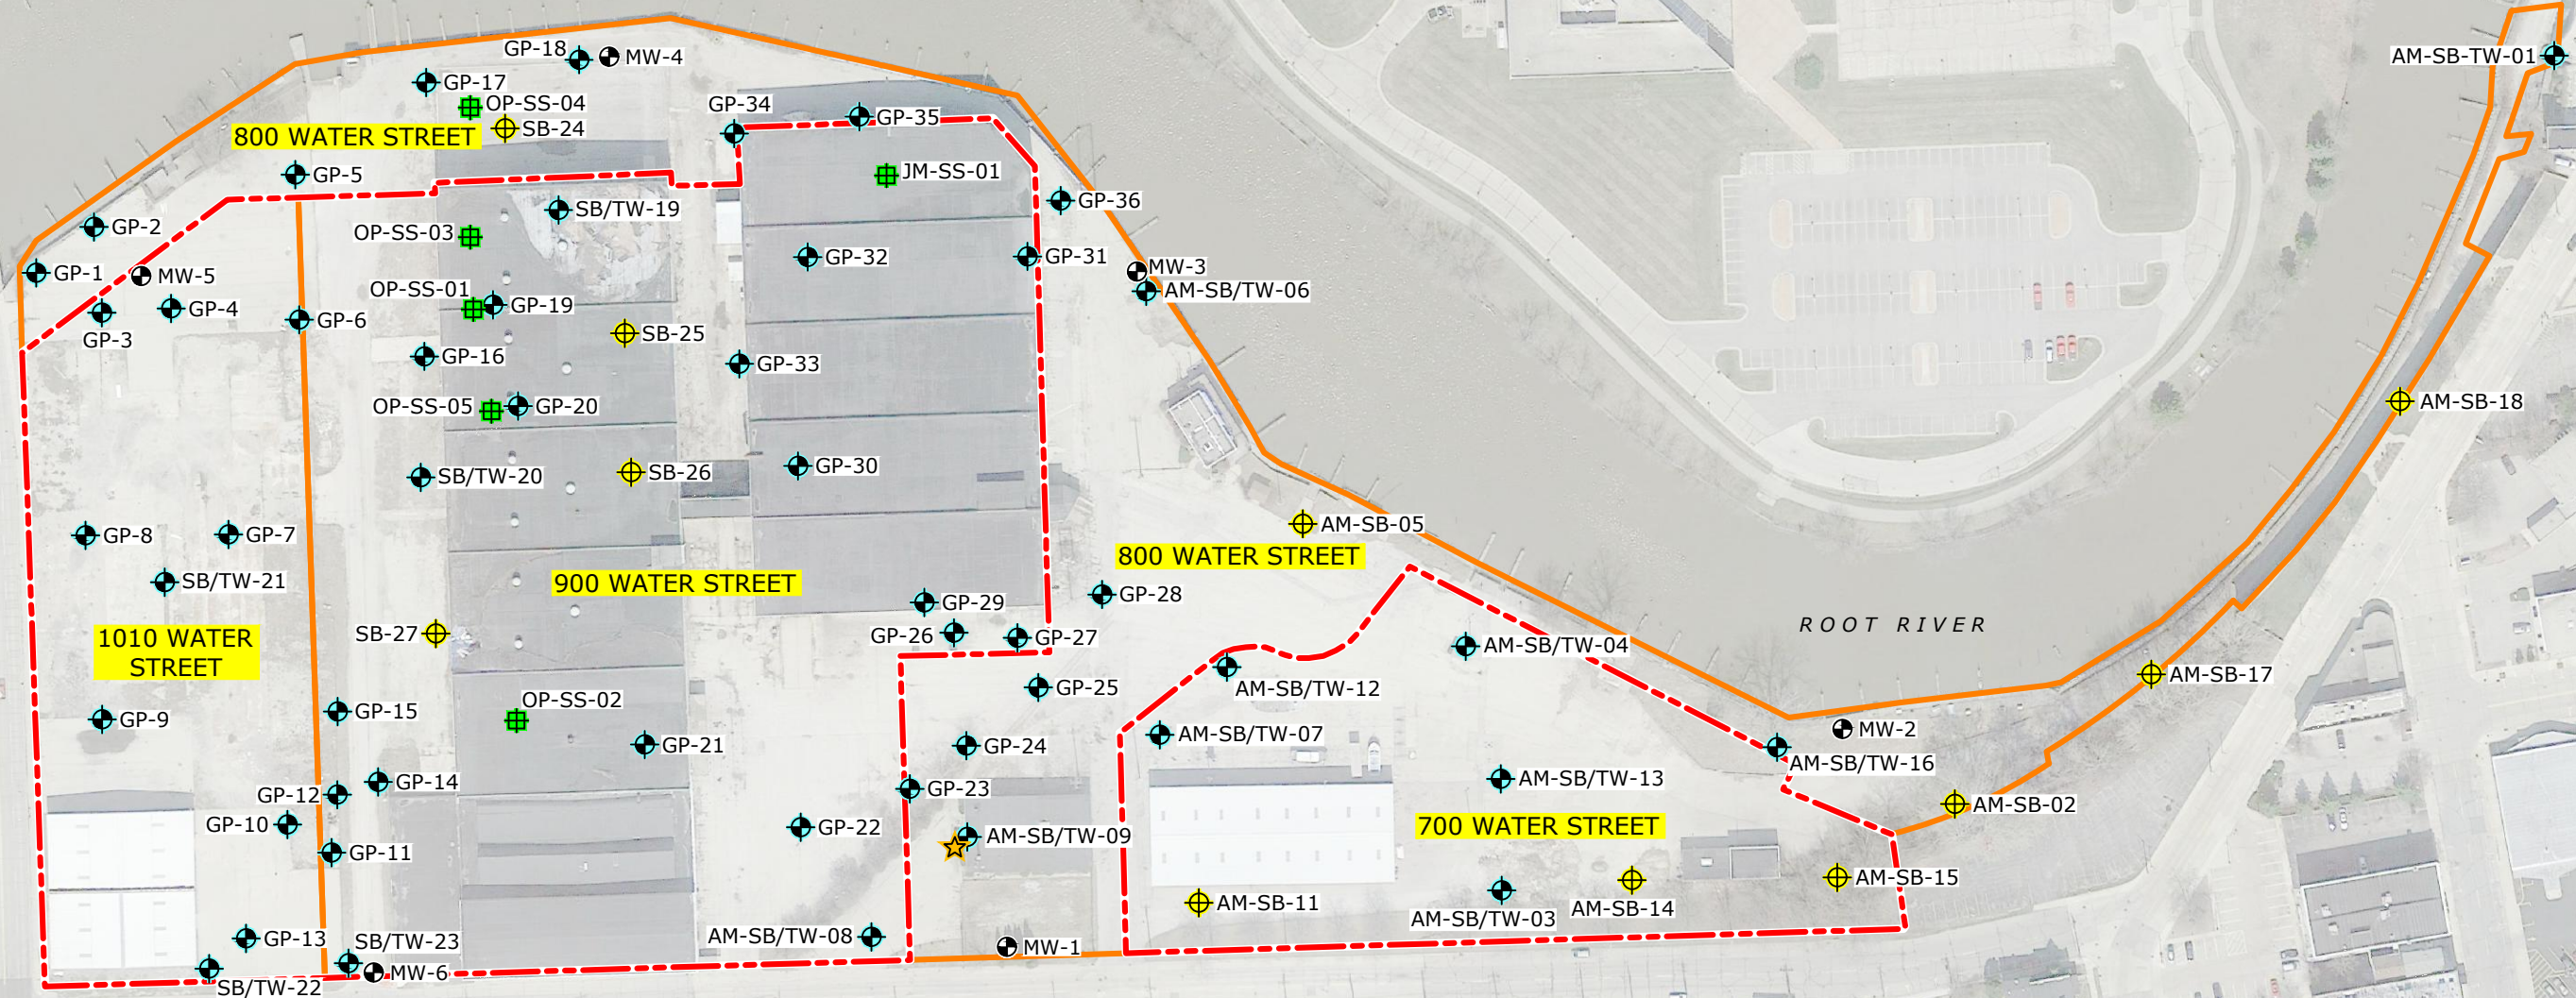 AM-SB-TW-01
GP-18
MW-4
GP-17
OP-SS-04
GP-34
GP-35
SB-24
800 WATER STREET
GP-5
JM-SS-01
GP-36
GP-2
SB/TW-19
OP-SS-03
GP-32
GP-31
GP-1
MW-5
MW-3
AM-SB/TW-06
OP-SS-01
GP-19
GP-4
GP-6
GP-3
SB-25
GP-16
GP-33
OP-SS-05
GP-20
AM-SB-18
SB/TW-20
SB-26
GP-30
AM-SB-05
GP-8
GP-7
800 WATER STREET
SB/TW-21
900 WATER STREET
GP-28
GP-29
ROOT RIVER
SB-27
GP-26
GP-27
1010 WATER
STREET
AM-SB/TW-04
AM-SB-17
GP-25
AM-SB/TW-12
OP-SS-02
GP-15
GP-9
MW-2
AM-SB/TW-07
GP-21
GP-24
AM-SB/TW-16
AM-SB/TW-13
GP-14
GP-23
GP-12
AM-SB-02
GP-10
GP-22
700 WATER STREET
AM-SB/TW-09
GP-11
AM-SB-15
AM-SB-11
AM-SB-14
AM-SB/TW-03
GP-13
SB/TW-23
AM-SB/TW-08
MW-1
MW-6
SB/TW-22